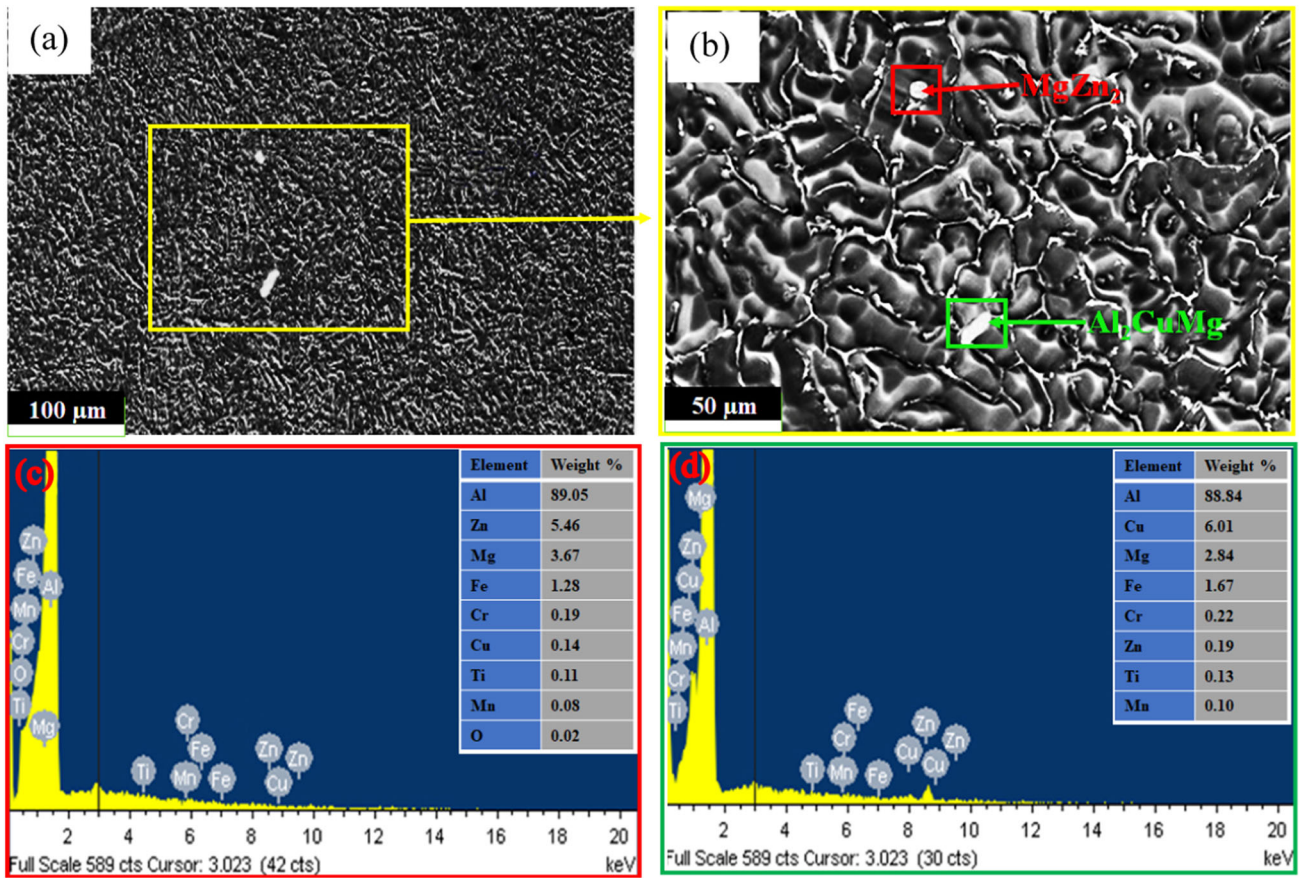 (a)
100 μm
(b)
MgZn₂
Al₂CuMg
50 μm
(c)
Element Weight %
Al 89.05
Zn 5.46
Mg 3.67
Fe 1.28
Cr 0.19
Cu 0.14
Ti 0.11
Mn 0.08
O 0.02
Zn
Fe
Al
Mn
Cr
O
Ti
Mg
Cr
Fe
Zn
Zn
Ti
Mn
Fe
Cu
2 4 6 8 10 12 14 16 18 20
Full Scale 589 cts Cursor: 3.023 (42 cts) keV
(d)
Element Weight %
Al 88.84
Cu 6.01
Mg 2.84
Fe 1.67
Cr 0.22
Zn 0.19
Ti 0.13
Mn 0.10
Mg
Zn
Cu
Fe
Al
Mn
Cr
Ti
Fe
Zn
Cr
Cu
Zn
Ti
Mn
Fe
Cu
2 4 6 8 10 12 14 16 18 20
Full Scale 589 cts Cursor: 3.023 (30 cts) keV